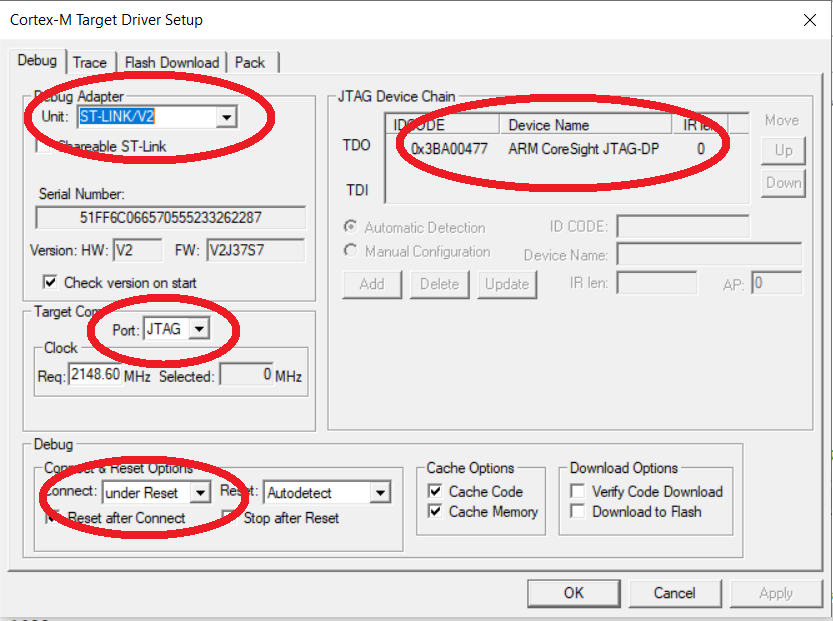 Cortex-M Target Driver Setup
Debug Trace Flash Download Pack
Debug Adapter
Unit: ST-LINK/V2
Shareable ST-Link
Serial Number:
51FF6C066570555233262287
Version: HW: V2 FW: V2J37S7
Check version on start
Target Com
Port: JTAG
Clock
Req: 2148.60 MHz Selected: 0 MHz
JTAG Device Chain
IDCODE Device Name IR len
TDO 0x3BA00477 ARM CoreSight JTAG-DP 0
TDI
Move
Up
Down
Automatic Detection ID CODE:
Manual Configuration Device Name:
Add Delete Update IR len: AP: 0
Debug
Connect & Reset Options
Connect: under Reset Reset: Autodetect
Reset after Connect Stop after Reset
Cache Options
Cache Code
Cache Memory
Download Options
Verify Code Download
Download to Flash
OK Cancel Apply